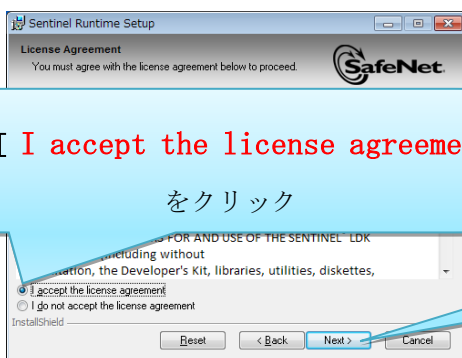 Sentinel Runtime Setup
License Agreement
You must agree with the license agreement below to proceed.
SafeNet.
[ I accept the license agreeme
をクリック
FOR AND USE OF THE SENTINEL® LDK
cluding without
tation, the Developer's Kit, libraries, utilities, diskettes,
I accept the license agreement
I do not accept the license agreement
InstallShield
Reset
< Back
Next >
Cancel